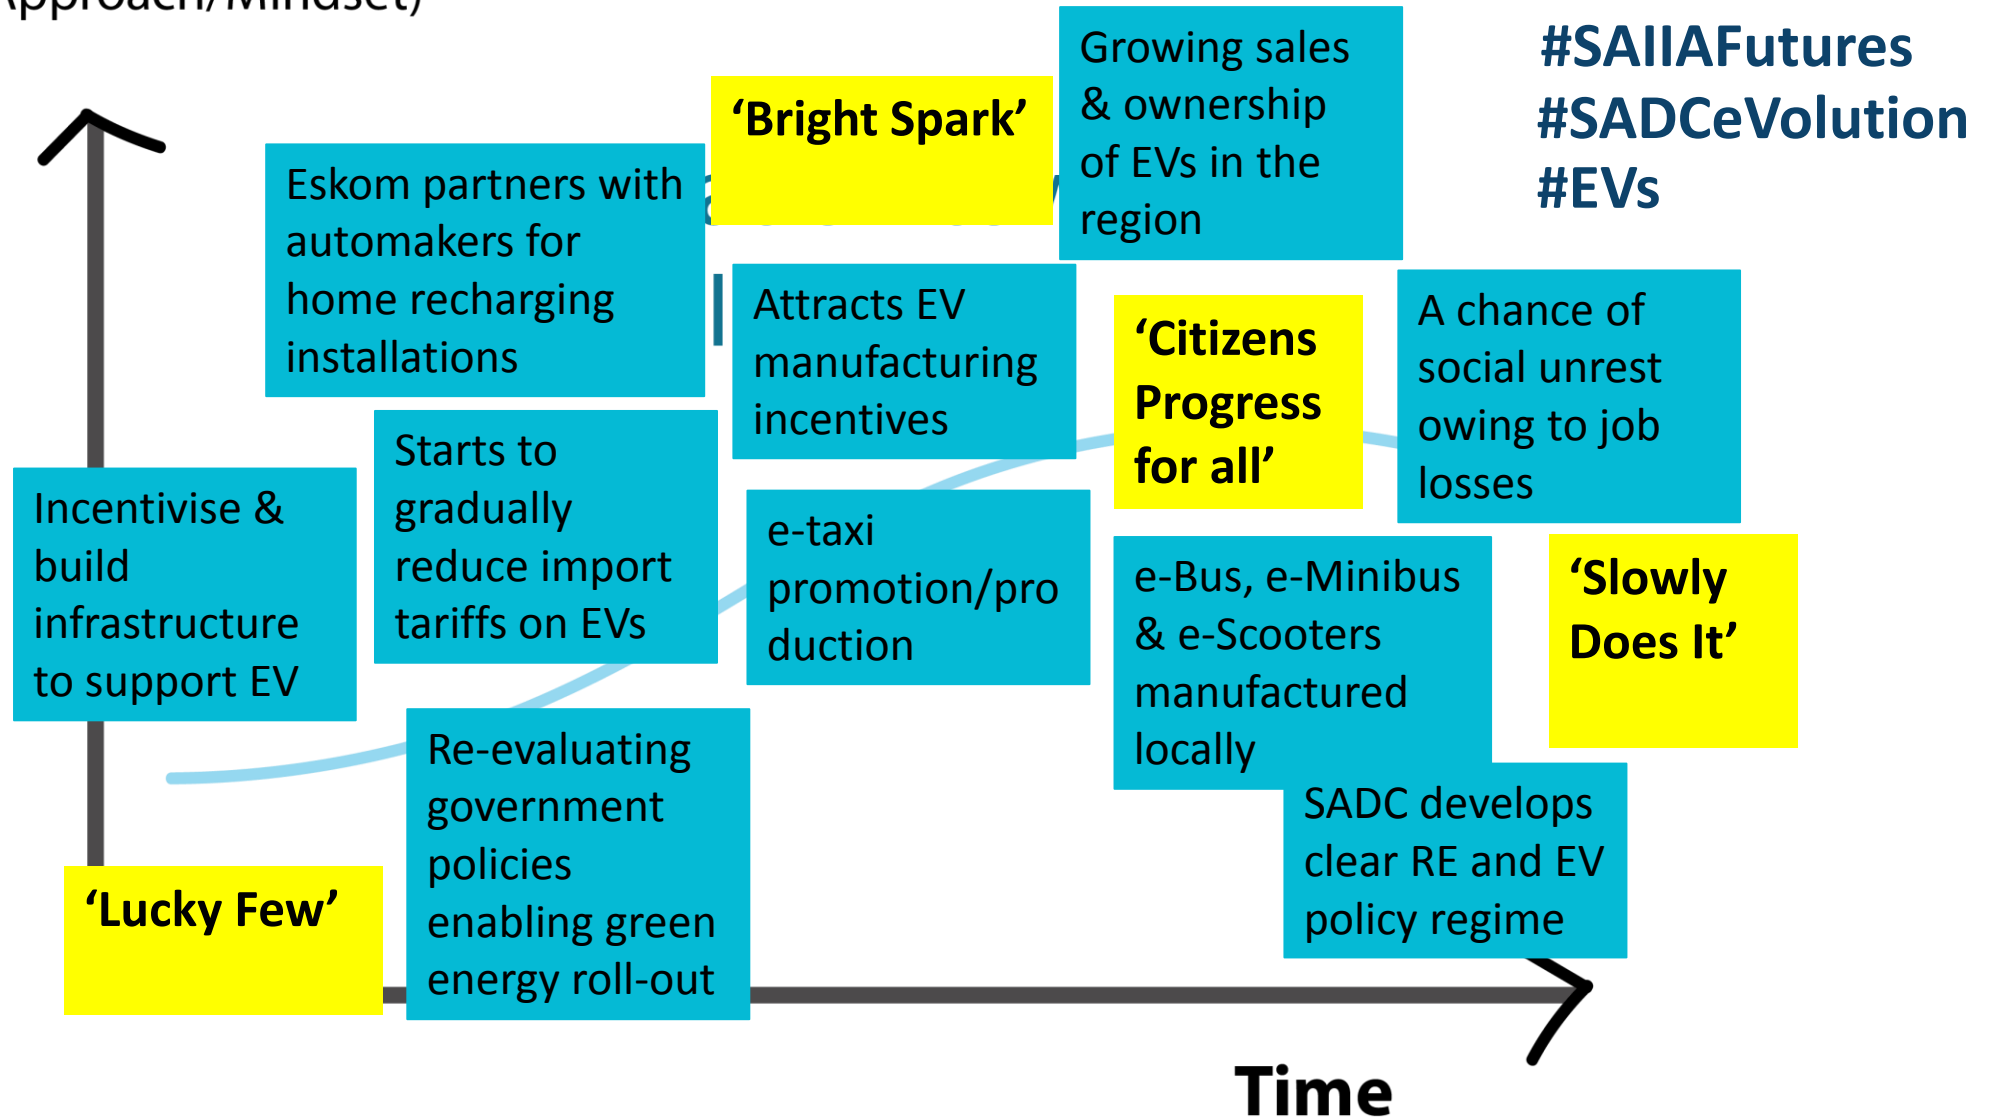 Approach/Mindset)
#SAIIAFutures
#SADCeVolution
#EVs
‘Bright Spark’
Growing sales
& ownership
of EVs in the
region
Eskom partners with
automakers for
home recharging
installations
Attracts EV
manufacturing
incentives
‘Citizens
Progress
for all’
A chance of
social unrest
owing to job
losses
Incentivise &
build
infrastructure
to support EV
Starts to
gradually
reduce import
tariffs on EVs
e-taxi
promotion/pro
duction
e-Bus, e-Minibus
& e-Scooters
manufactured
locally
‘Slowly
Does It’
‘Lucky Few’
Re-evaluating
government
policies
enabling green
energy roll-out
SADC develops
clear RE and EV
policy regime
Time